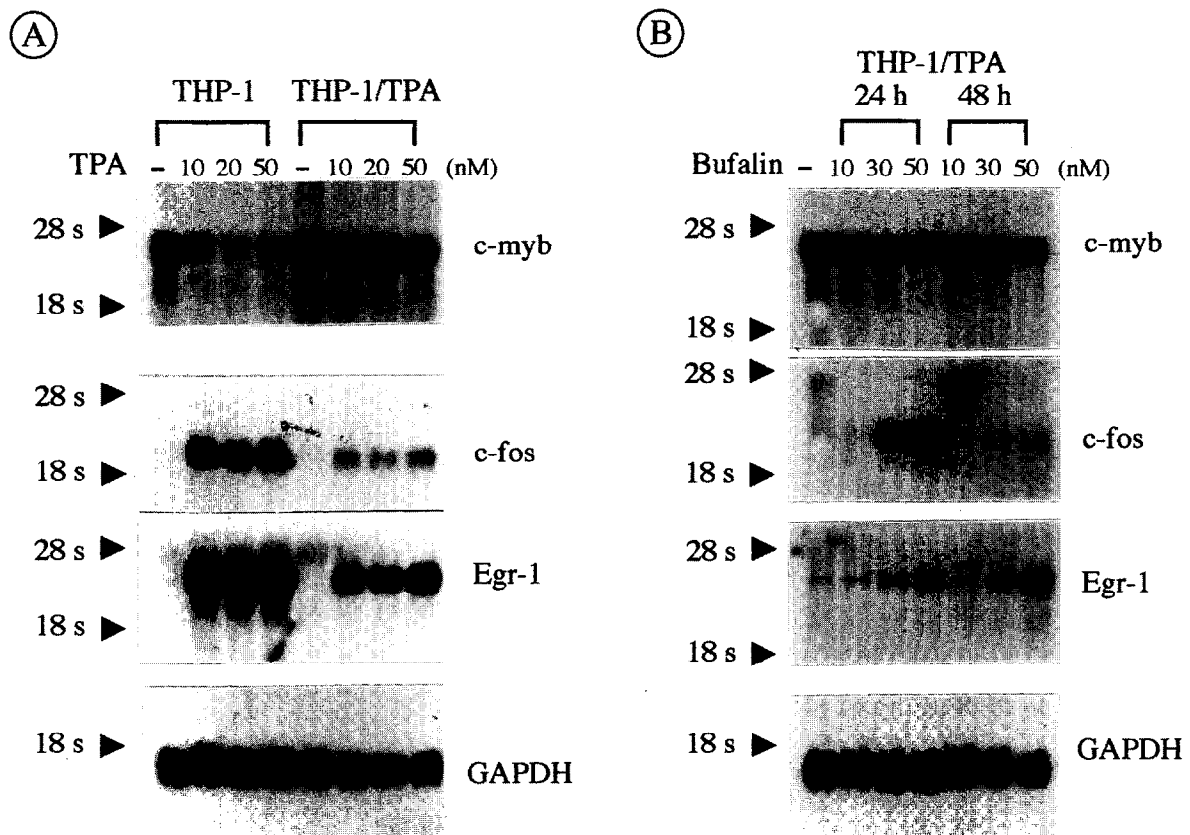 A
THP-1 THP-1/TPA
TPA – 10 20 50 – 10 20 50 (nM)
28 s
c-myb
18 s
28 s
c-fos
18 s
28 s
Egr-1
18 s
18 s
GAPDH
B
THP-1/TPA
24 h 48 h
Bufalin – 10 30 50 10 30 50 (nM)
28 s
c-myb
18 s
28 s
c-fos
18 s
28 s
Egr-1
18 s
18 s
GAPDH